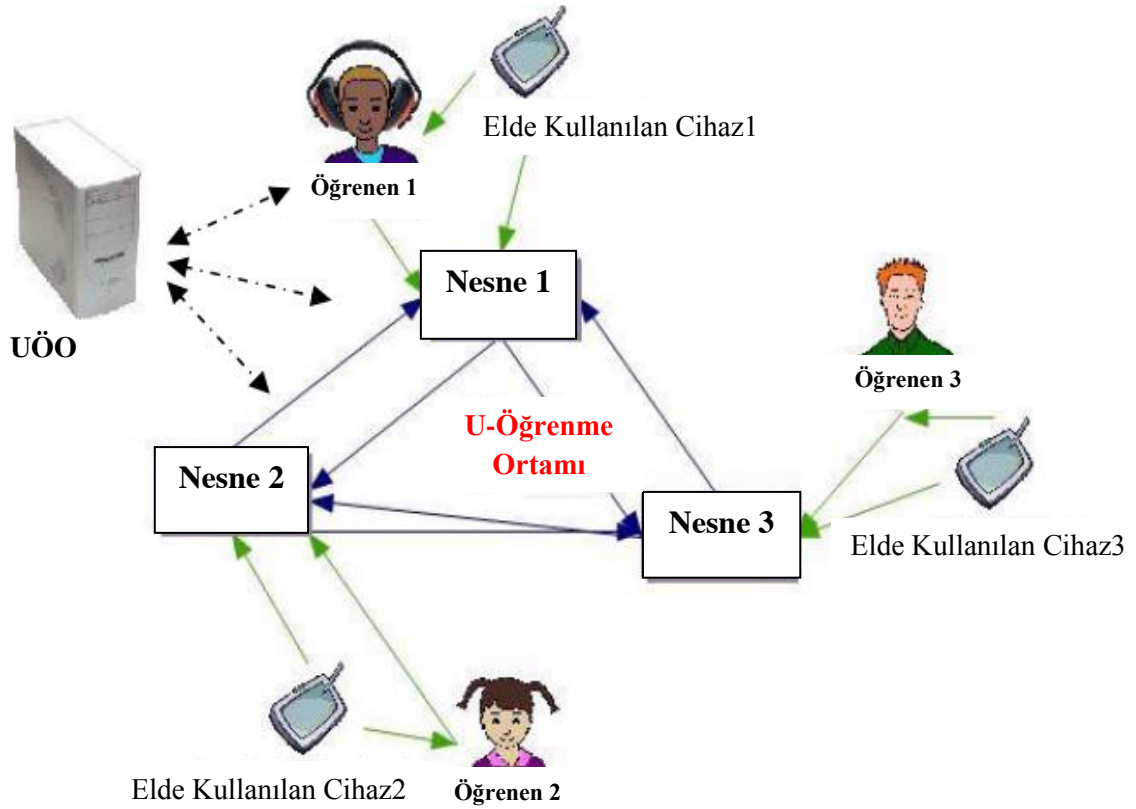 Elde Kullanılan Cihaz1
Öğrenen 1
Nesne 1
UÖO
Öğrenen 3
U-Öğrenme
Ortamı
Nesne 2
Nesne 3
Elde Kullanılan Cihaz3
Elde Kullanılan Cihaz2
Öğrenen 2